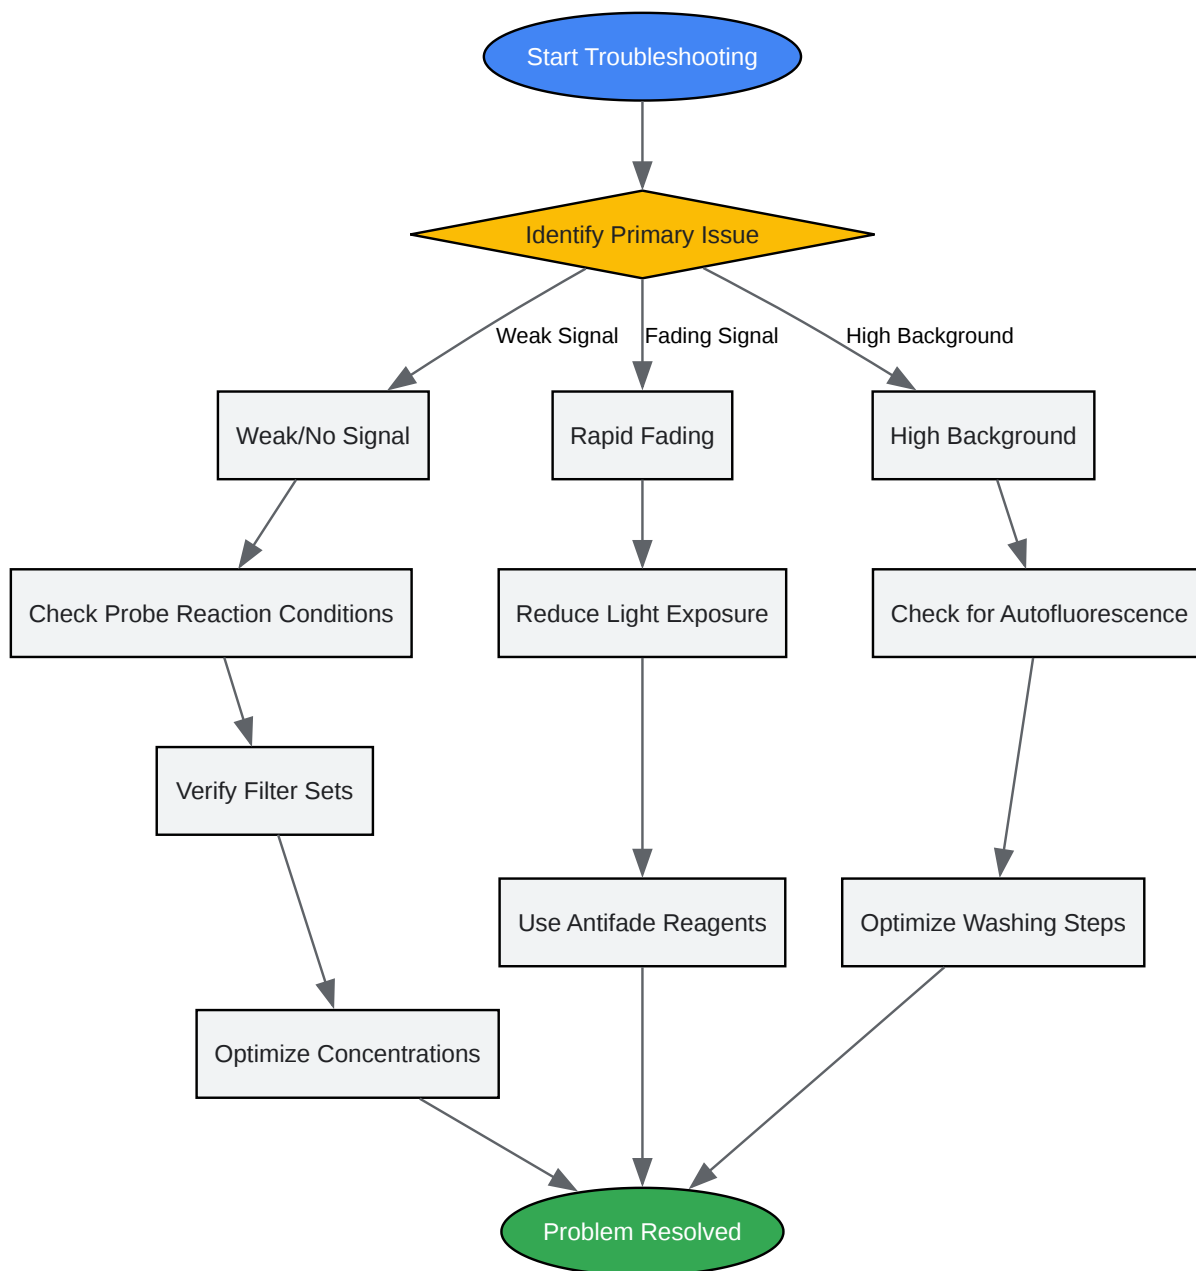 Start Troubleshooting
Identify Primary Issue
Weak Signal
Fading Signal
High Background
Weak/No Signal
Rapid Fading
High Background
Check Probe Reaction Conditions
Reduce Light Exposure
Check for Autofluorescence
Verify Filter Sets
Use Antifade Reagents
Optimize Washing Steps
Optimize Concentrations
Problem Resolved